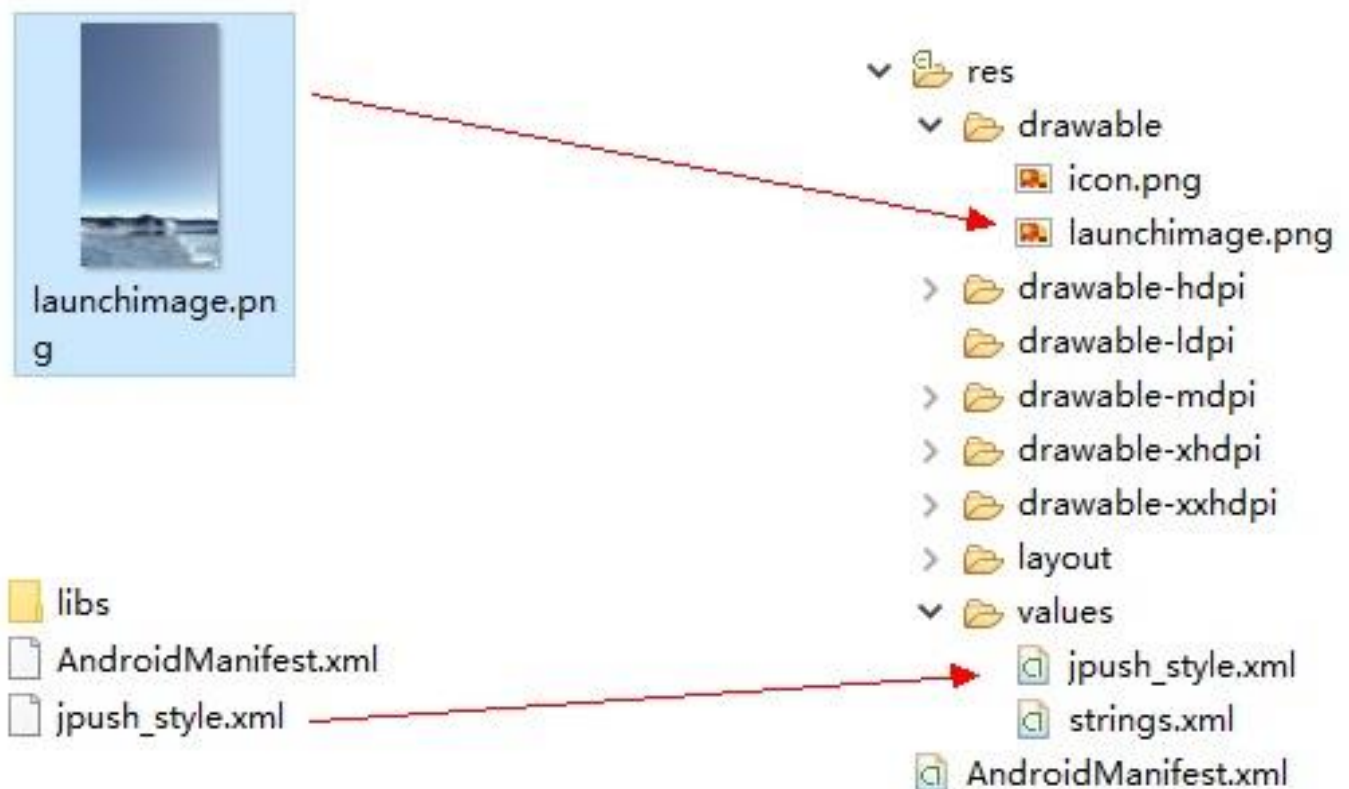 launchimage.pn
g
libs
AndroidManifest.xml
jpush_style.xml
res
drawable
icon.png
launchimage.png
drawable-hdpi
drawable-ldpi
drawable-mdpi
drawable-xhdpi
drawable-xxhdpi
layout
values
jpush_style.xml
strings.xml
AndroidManifest.xml